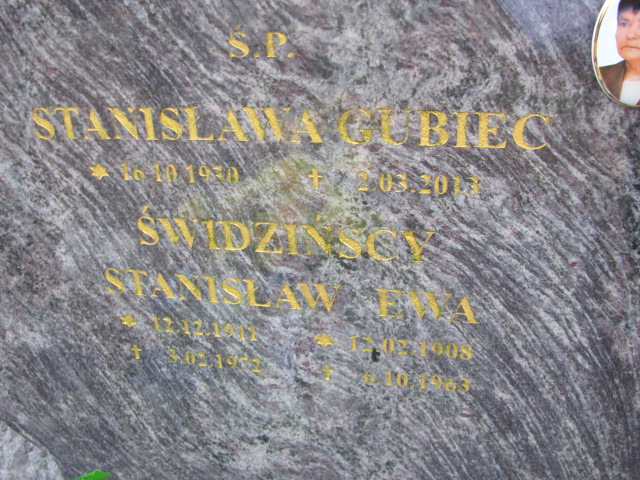 Ś.P.
STANISŁAWA GUBIEC
* 16.10.1930 † 2.03.2013
ŚWIDZIŃSCY
STANISŁAW EWA
* 12.12.1911 * 12.02.1908
† 3.02.1972 † 6.10.1963